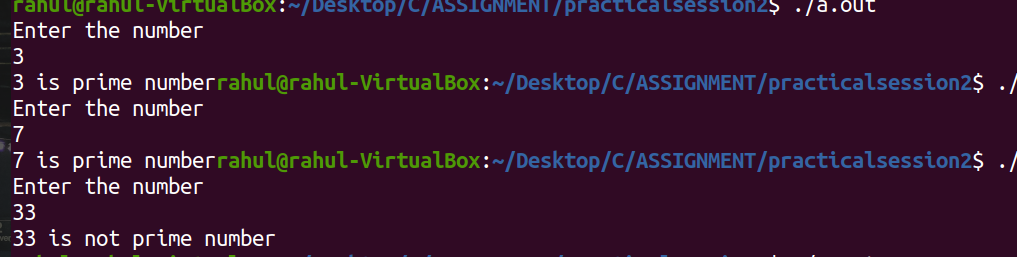 rahul@rahul-VirtualBox:~/Desktop/C/ASSIGNMENT/practicalsession2$ ./a.out
Enter the number
3
3 is prime numberrahul@rahul-VirtualBox:~/Desktop/C/ASSIGNMENT/practicalsession2$ ./
Enter the number
7
7 is prime numberrahul@rahul-VirtualBox:~/Desktop/C/ASSIGNMENT/practicalsession2$ ./
Enter the number
33
33 is not prime number